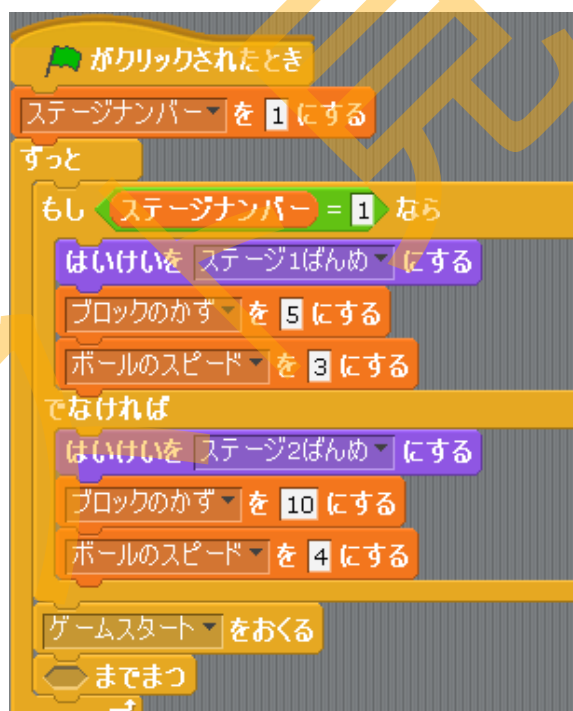 がクリックされたとき
ステージナンバー を 1 にする
ずっと
もし ステージナンバー = 1 なら
はいけいを ステージ1ばんめ にする
ブロックのかず を 5 にする
ボールのスピード を 3 にする
でなければ
はいけいを ステージ2ばんめ にする
ブロックのかず を 10 にする
ボールのスピード を 4 にする
ゲームスタート をおくる
までまつ